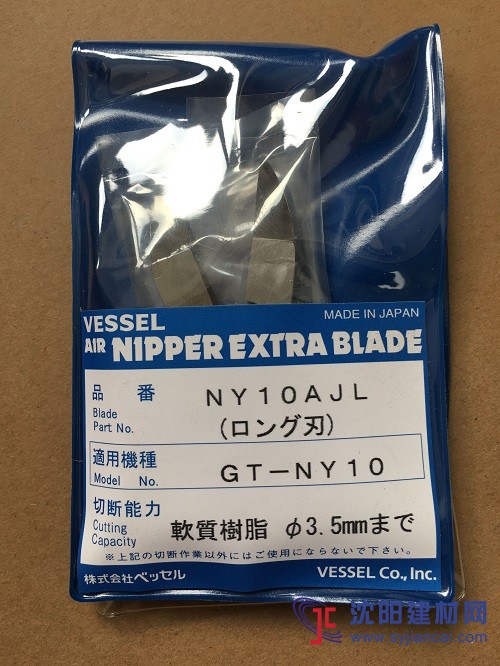 VESSEL MADE IN JAPAN
AIR NIPPER EXTRA BLADE
品番 NY10AJL
Blade
Part No. (ロング刃)
適用機種 GT-NY10
Model No.
切断能力
Cutting
Capacity 軟質樹脂 φ3.5mmまで
※上記の切断作業以外にはご使用にならないで下さい。
株式会社ベッセル VESSEL Co., Inc.
沈阳建材网